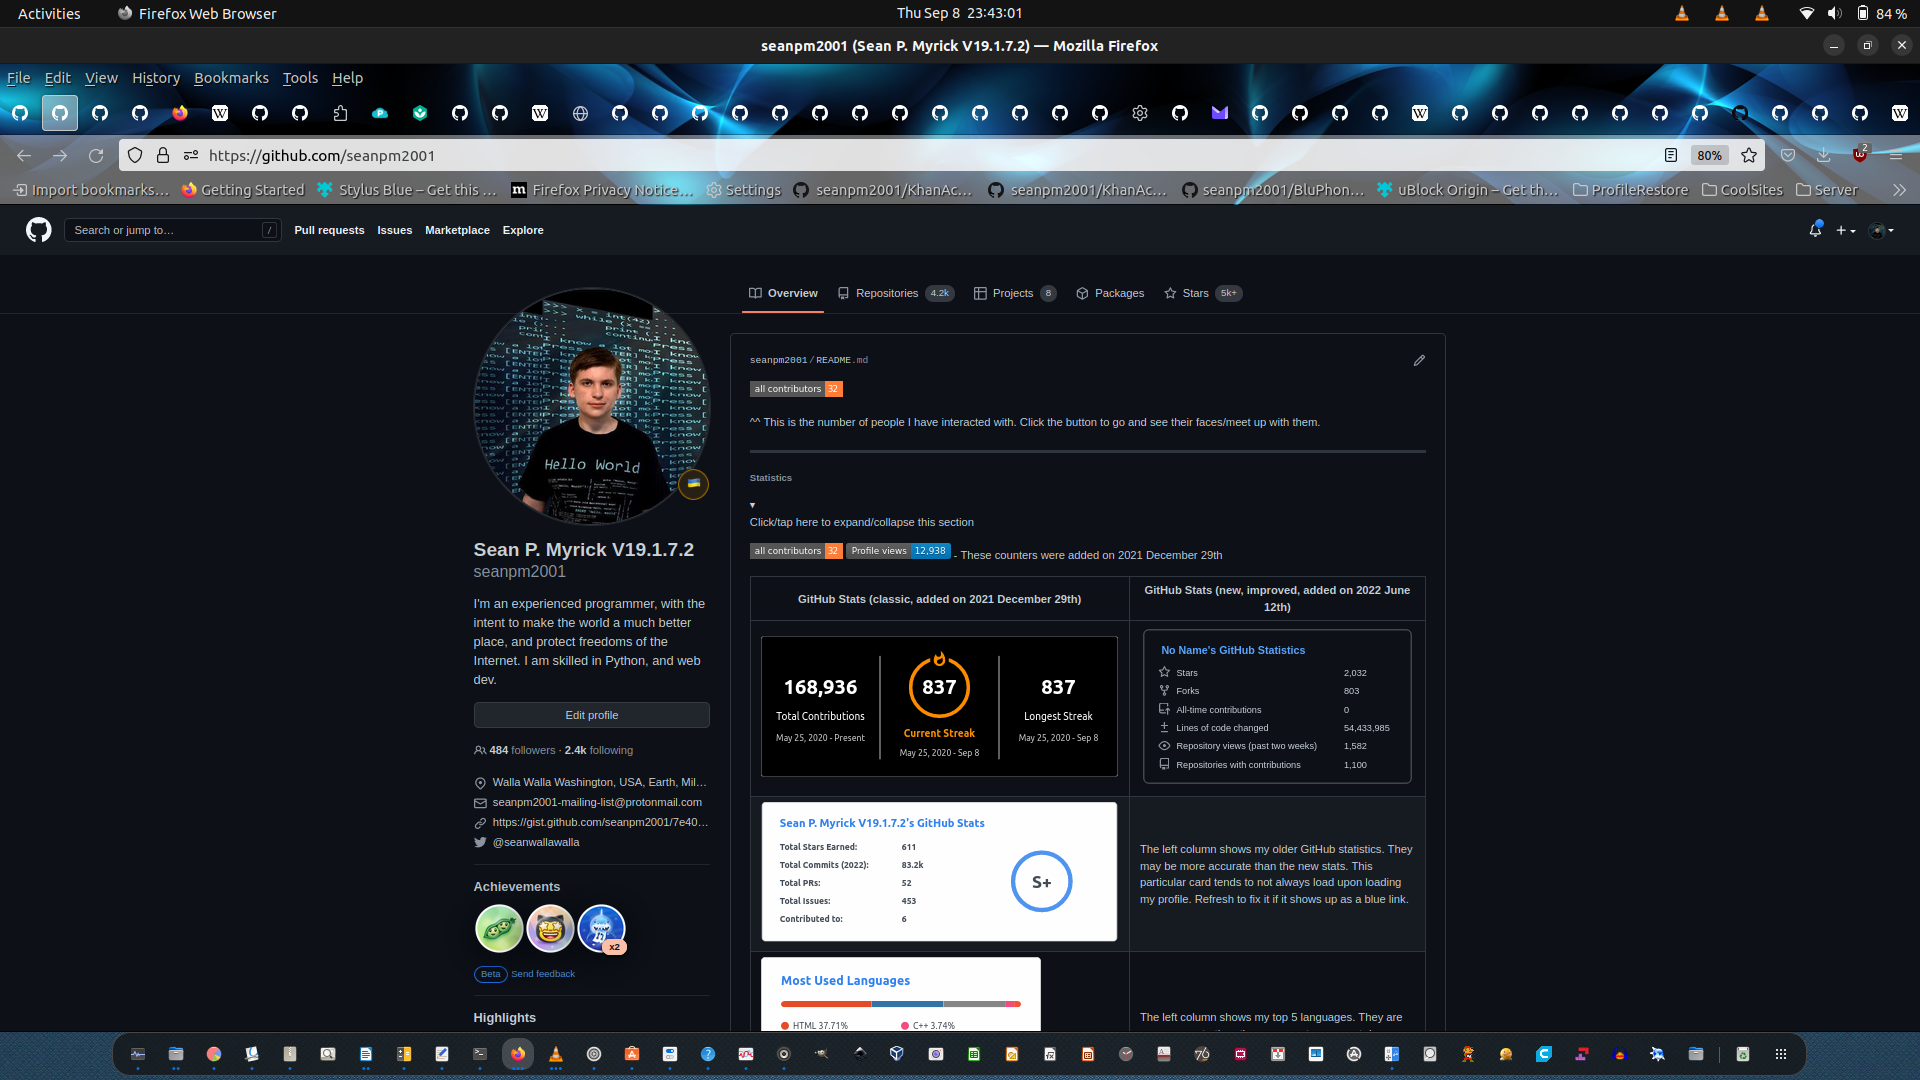 Activities
Firefox Web Browser
Thu Sep 8 23:43:01
84 %
seanpm2001 (Sean P. Myrick V19.1.7.2) — Mozilla Firefox
File Edit View History Bookmarks Tools Help
https://github.com/seanpm2001
80%
2
Import bookmarks…
Getting Started
Stylus Blue – Get this …
Firefox Privacy Notice…
Settings
seanpm2001/KhanAc…
seanpm2001/KhanAc…
seanpm2001/BluPhon…
uBlock Origin – Get th…
ProfileRestore
CoolSites
Server
Search or jump to…
/
Pull requests
Issues
Marketplace
Explore
Overview
Repositories 4.2k
Projects 8
Packages
Stars 5k+
Hello World
Sean P. Myrick V19.1.7.2
seanpm2001
I'm an experienced programmer, with the
intent to make the world a much better
place, and protect freedoms of the
Internet. I am skilled in Python, and web
dev.
Edit profile
484 followers · 2.4k following
Walla Walla Washington, USA, Earth, Mil…
seanpm2001-mailing-list@protonmail.com
https://gist.github.com/seanpm2001/7e40…
@seanwallawalla
Achievements
x2
Beta Send feedback
Highlights
seanpm2001/README.md
all contributors 32
^^ This is the number of people I have interacted with. Click the button to go and see their faces/meet up with them.
Statistics
▾
Click/tap here to expand/collapse this section
all contributors 32 Profile views 12,938 - These counters were added on 2021 December 29th
GitHub Stats (classic, added on 2021 December 29th)
GitHub Stats (new, improved, added on 2022 June
12th)
168,936
Total Contributions
May 25, 2020 - Present
837
Current Streak
May 25, 2020 - Sep 8
837
Longest Streak
May 25, 2020 - Sep 8
No Name's GitHub Statistics
Stars 2,032
Forks 803
All-time contributions 0
Lines of code changed 54,433,985
Repository views (past two weeks) 1,582
Repositories with contributions 1,100
Sean P. Myrick V19.1.7.2's GitHub Stats
Total Stars Earned: 611
Total Commits (2022): 83.2k
Total PRs: 52
Total Issues: 453
Contributed to: 6
S+
The left column shows my older GitHub statistics. They
may be more accurate than the new stats. This
particular card tends to not always load upon loading
my profile. Refresh to fix it if it shows up as a blue link.
Most Used Languages
HTML 37.71%
C++ 3.74%
The left column shows my top 5 languages. They are